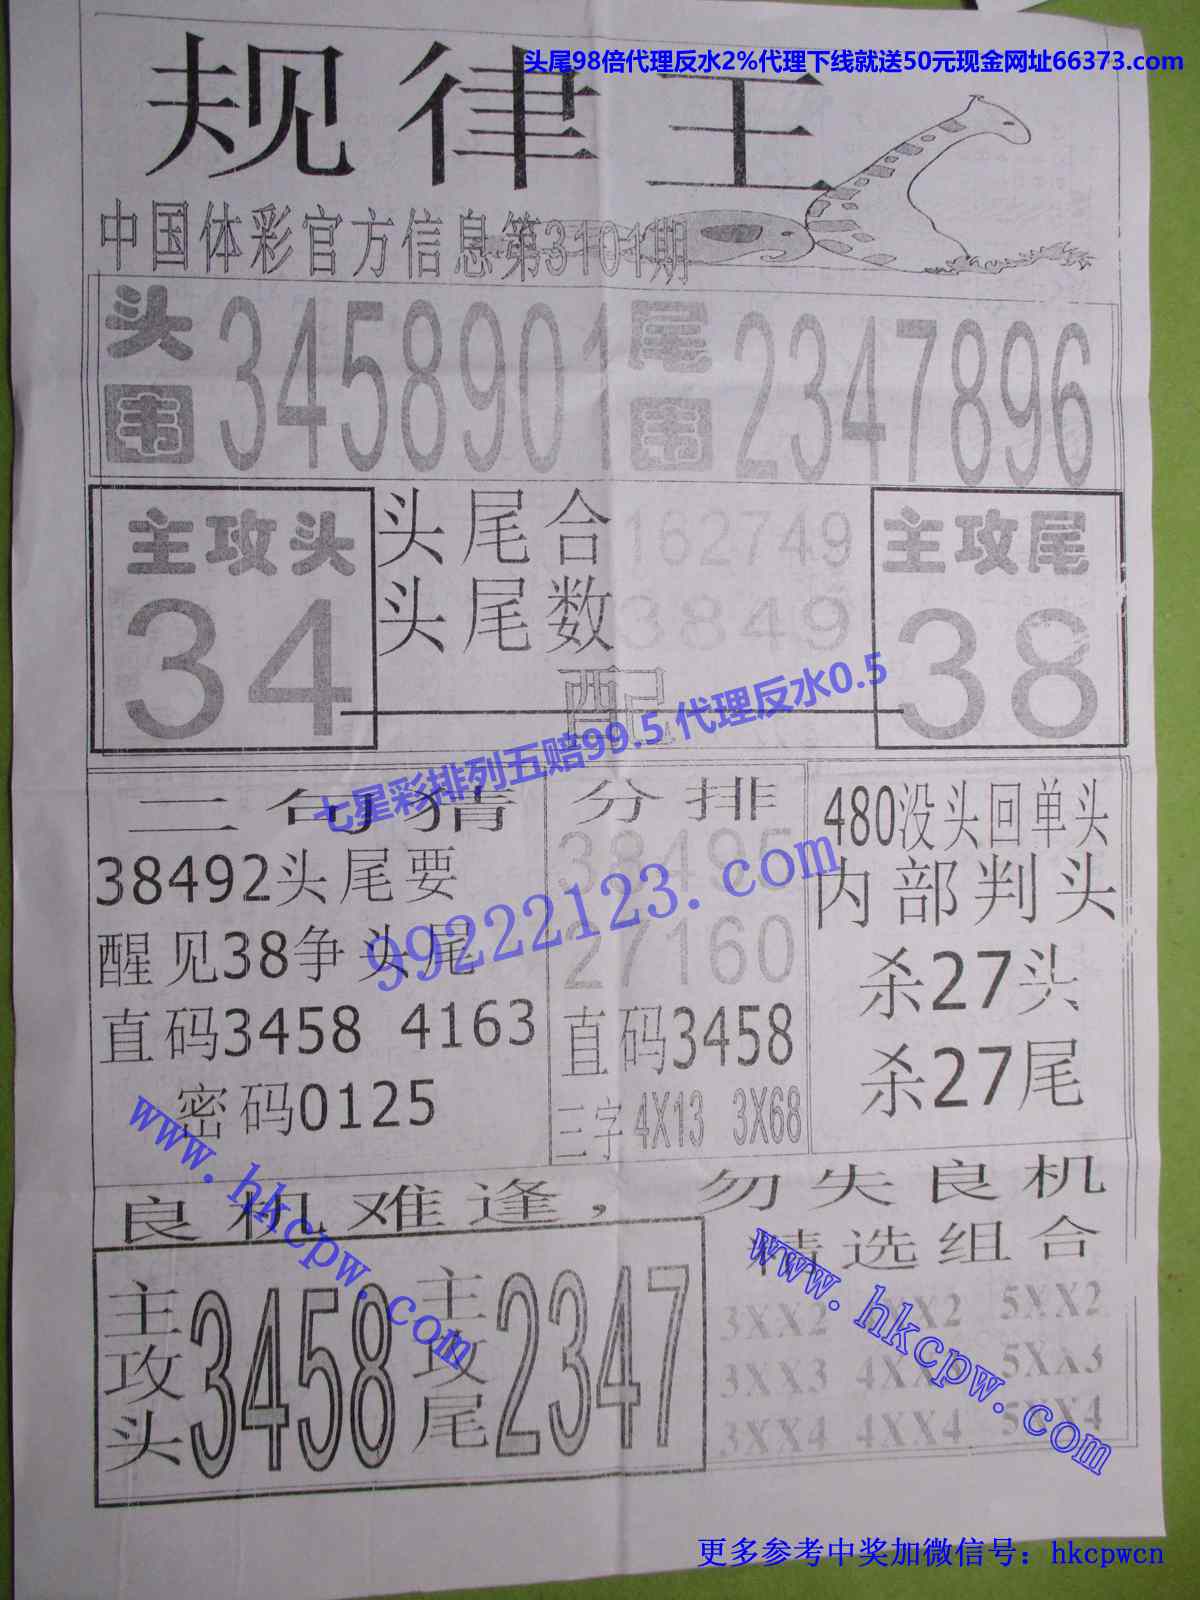 头尾98倍代理反水2%代理下线就送50元现金网址66373.com
规律王
中国体彩官方信息第3101期
头围 3458901 尾围 2347896
主攻头 34
头尾合 162749
头尾数 3849
配
主攻尾 38
七星彩排列五赔99.5 代理反水0.5
99222123.com
二句猜
38492头尾要
醒见38争头尾
直码3458 4163
密码0125
分排
38495
27160
直码3458
三字 4X13 3X68
480没头回单头
内部判头
杀27头
杀27尾
www.hkcpw.com
良机难逢，勿失良机
主攻头 3458 主攻尾 2347
精选组合
3XX2 4XX2 5XX2
3XX3 4XX3 5XX3
3XX4 4XX4 5XX4
www.hkcpw.com
更多参考中奖加微信号：hkcpwcn